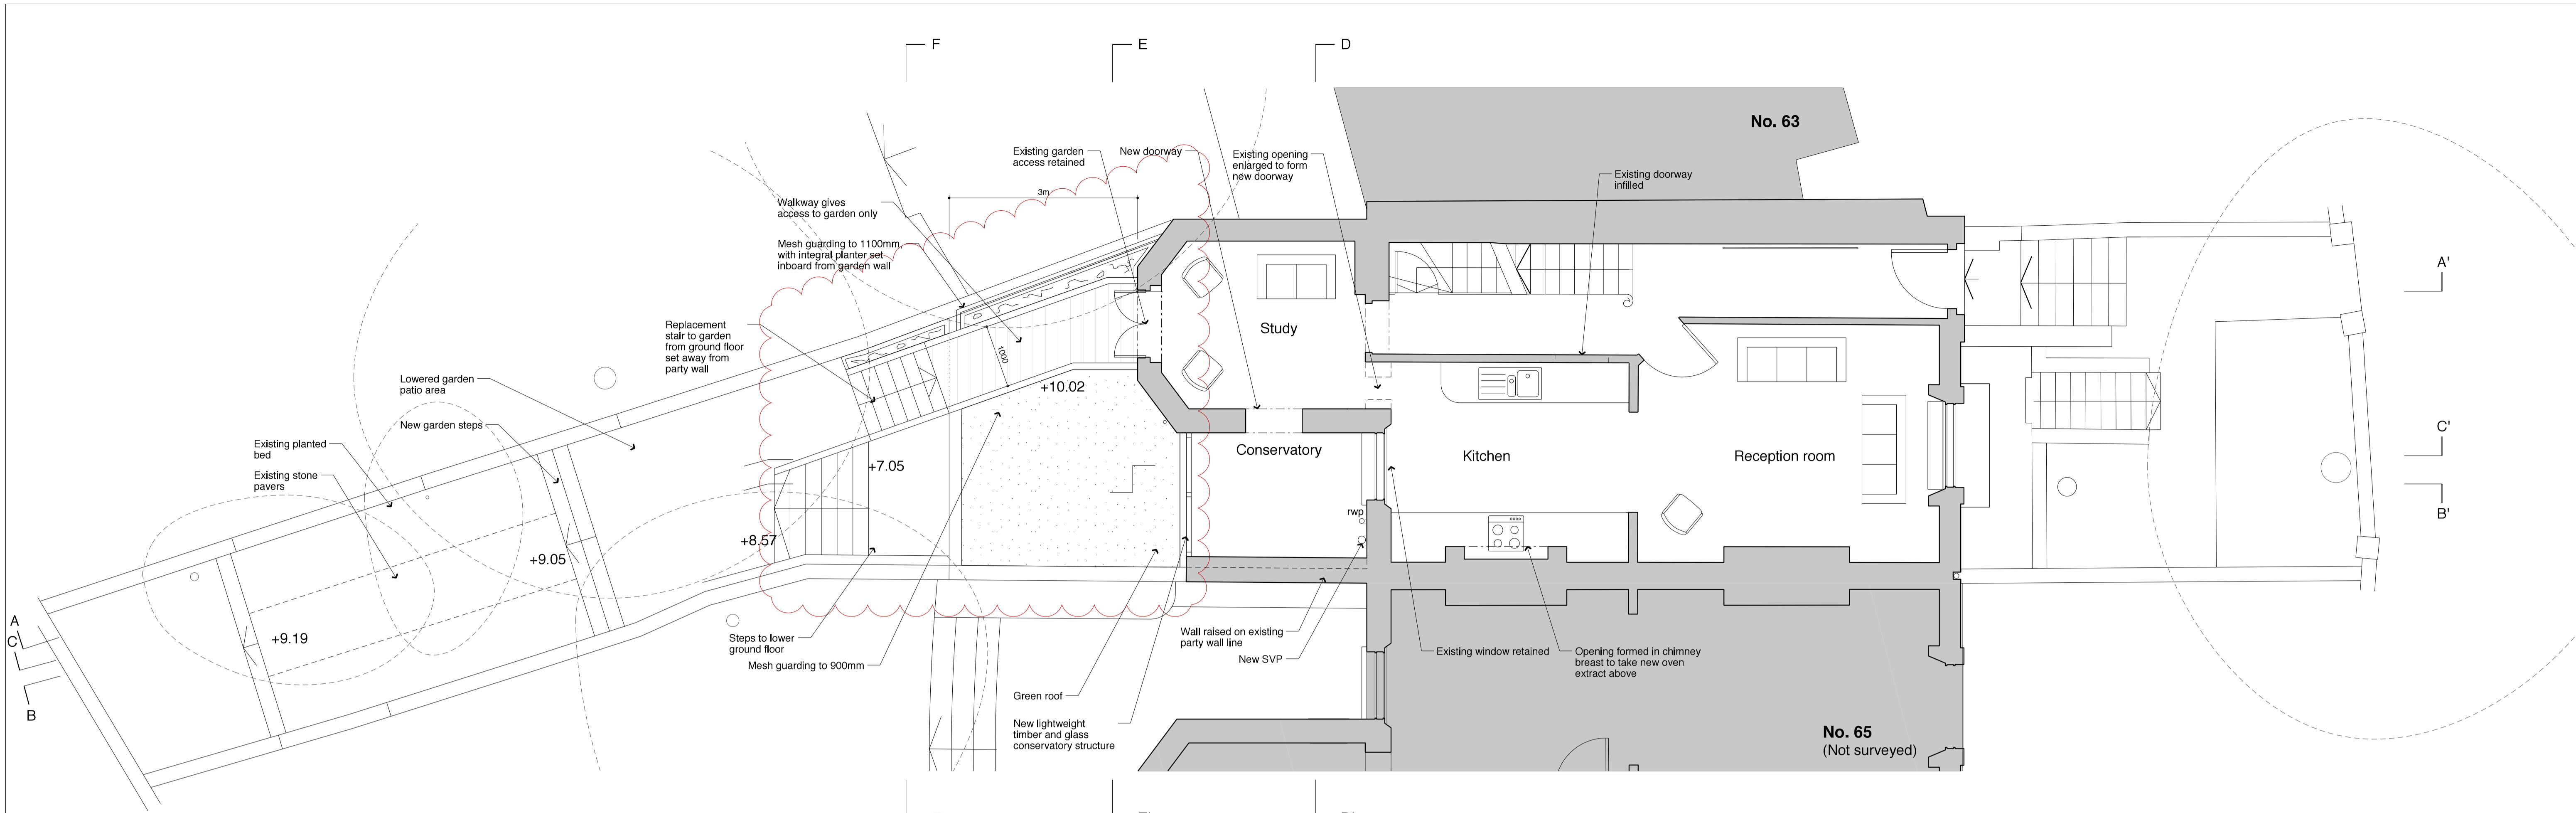 F
E
D
No. 63
Existing garden
access retained
New doorway
Existing opening
enlarged to form
new doorway
Existing doorway
infilled
3m
Walkway gives
access to garden only
Mesh guarding to 1100mm,
with integral planter set
inboard from garden wall
A'
Replacement
stair to garden
from ground floor
set away from
party wall
Study
1000
Lowered garden
patio area
+10.02
New garden steps
Existing planted
bed
Existing stone
pavers
+7.05
Conservatory
Kitchen
Reception room
C'
B'
rwp
+8.57
+9.05
+9.19
A
C
B
Steps to lower
ground floor
Mesh guarding to 900mm
Wall raised on existing
party wall line
New SVP
Existing window retained
Opening formed in chimney
breast to take new oven
extract above
Green roof
New lightweight
timber and glass
conservatory structure
No. 65
(Not surveyed)